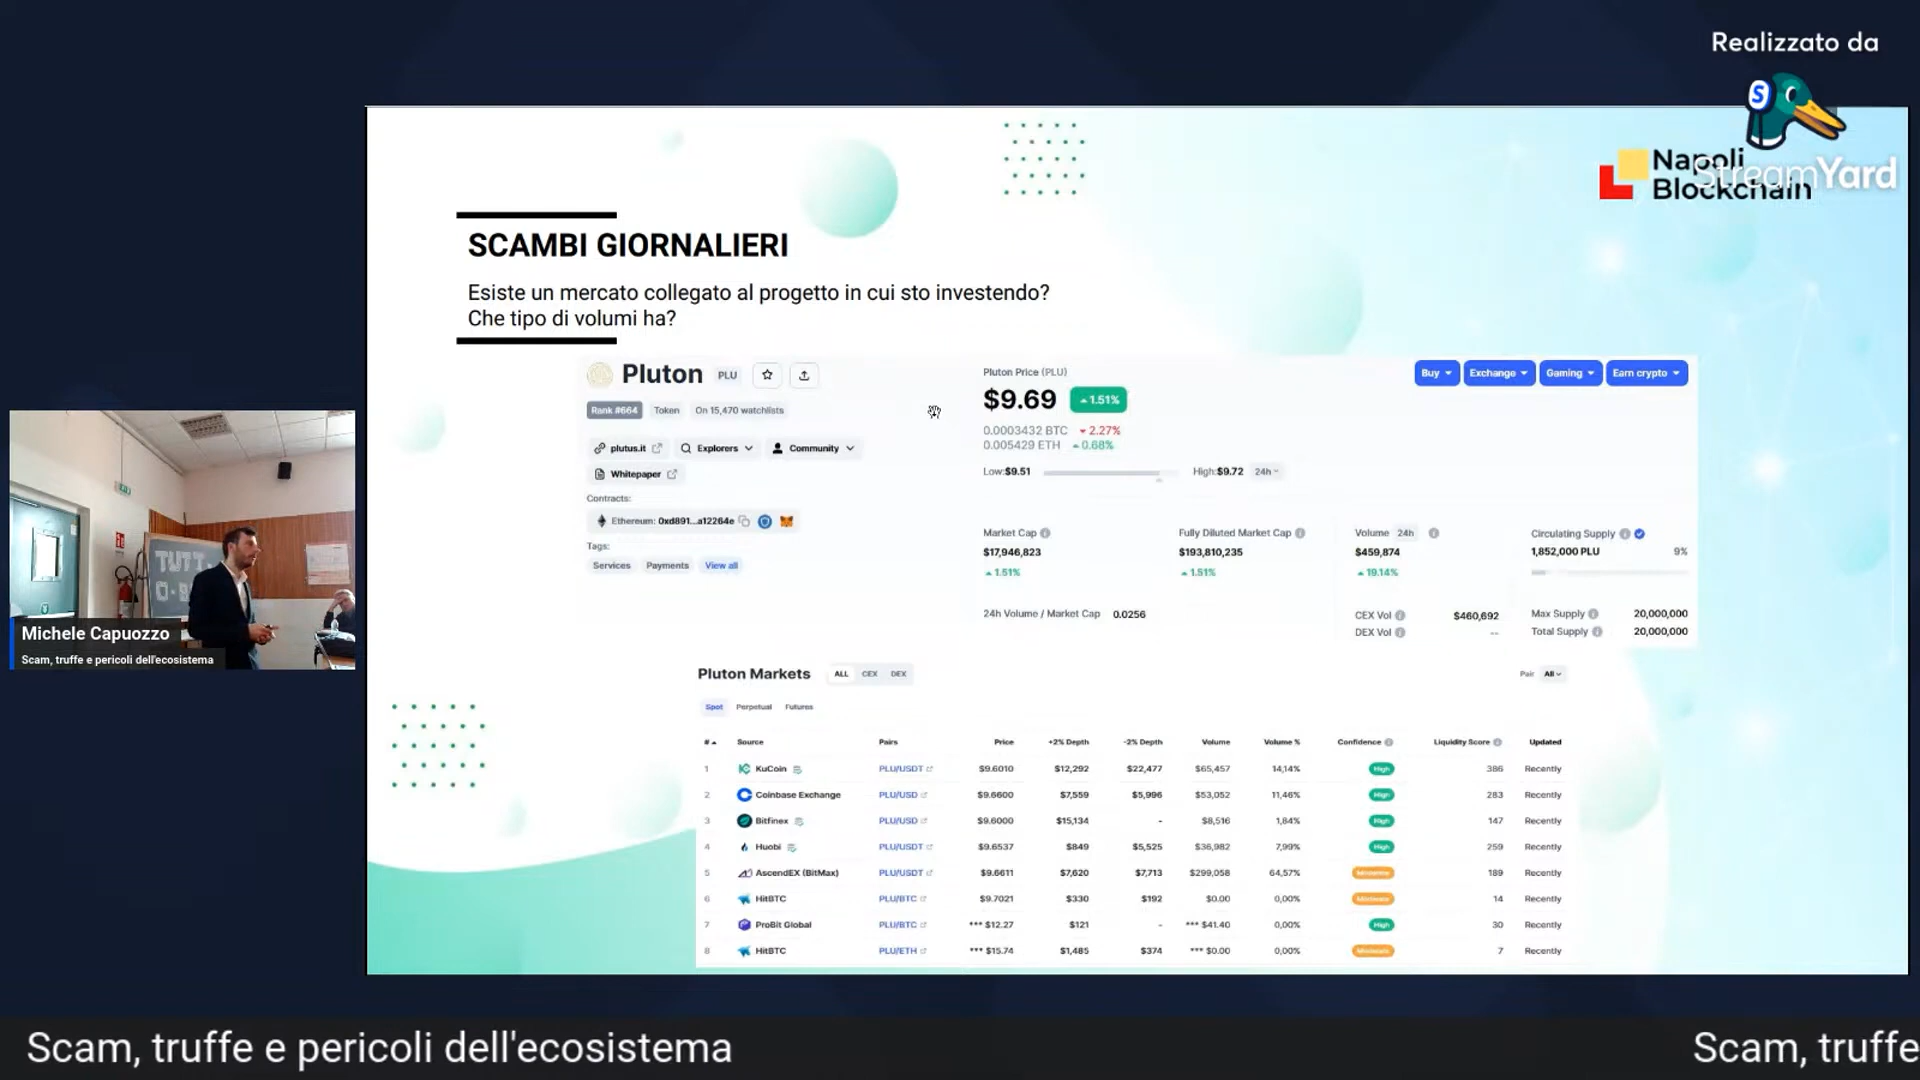 Realizzato da
StreamYard
Napoli
Blockchain
SCAMBI GIORNALIERI
Esiste un mercato collegato al progetto in cui sto investendo?
Che tipo di volumi ha?
Pluton PLU
Rank #664 Token On 15,470 watchlists
plutus.it Explorers Community
Whitepaper
Contracts:
Ethereum: 0xd891...a12264e
Tags:
Services Payments View all
Pluton Price (PLU)
$9.69 1.51%
0.0003432 BTC 2.27%
0.005429 ETH 0.68%
Low:$9.51 High:$9.72 24h
Buy Exchange Gaming Earn crypto
Market Cap
$17,946,823
1.51%
Fully Diluted Market Cap
$193,810,235
1.51%
Volume 24h
$459,874
19.14%
Circulating Supply
1,852,000 PLU 9%
24h Volume / Market Cap 0.0256
CEX Vol $460,692
DEX Vol --
Max Supply 20,000,000
Total Supply 20,000,000
Pluton Markets ALL CEX DEX
Pair All
Spot Perpetual Futures
# Source Pairs Price +2% Depth -2% Depth Volume Volume % Confidence Liquidity Score Updated
1 KuCoin PLU/USDT $9.6010 $12,292 $22,477 $65,457 14,14% High 386 Recently
2 Coinbase Exchange PLU/USD $9.6600 $7,559 $5,996 $53,052 11,46% High 283 Recently
3 Bitfinex PLU/USD $9.6000 $15,134 - $8,516 1,84% High 147 Recently
4 Huobi PLU/USDT $9.6537 $849 $5,525 $36,982 7,99% High 259 Recently
5 AscendEX (BitMax) PLU/USDT $9.6611 $7,620 $7,713 $299,058 64,57% Moderate 189 Recently
6 HitBTC PLU/BTC $9.7021 $330 $192 $0.00 0,00% Moderate 14 Recently
7 ProBit Global PLU/BTC *** $12.27 $121 - *** $41.40 0,00% High 30 Recently
8 HitBTC PLU/ETH *** $15.74 $1,485 $374 *** $0.00 0,00% Moderate 7 Recently
TUTT
Michele Capuozzo
Scam, truffe e pericoli dell'ecosistema
Scam, truffe e pericoli dell'ecosistema
Scam, truffe